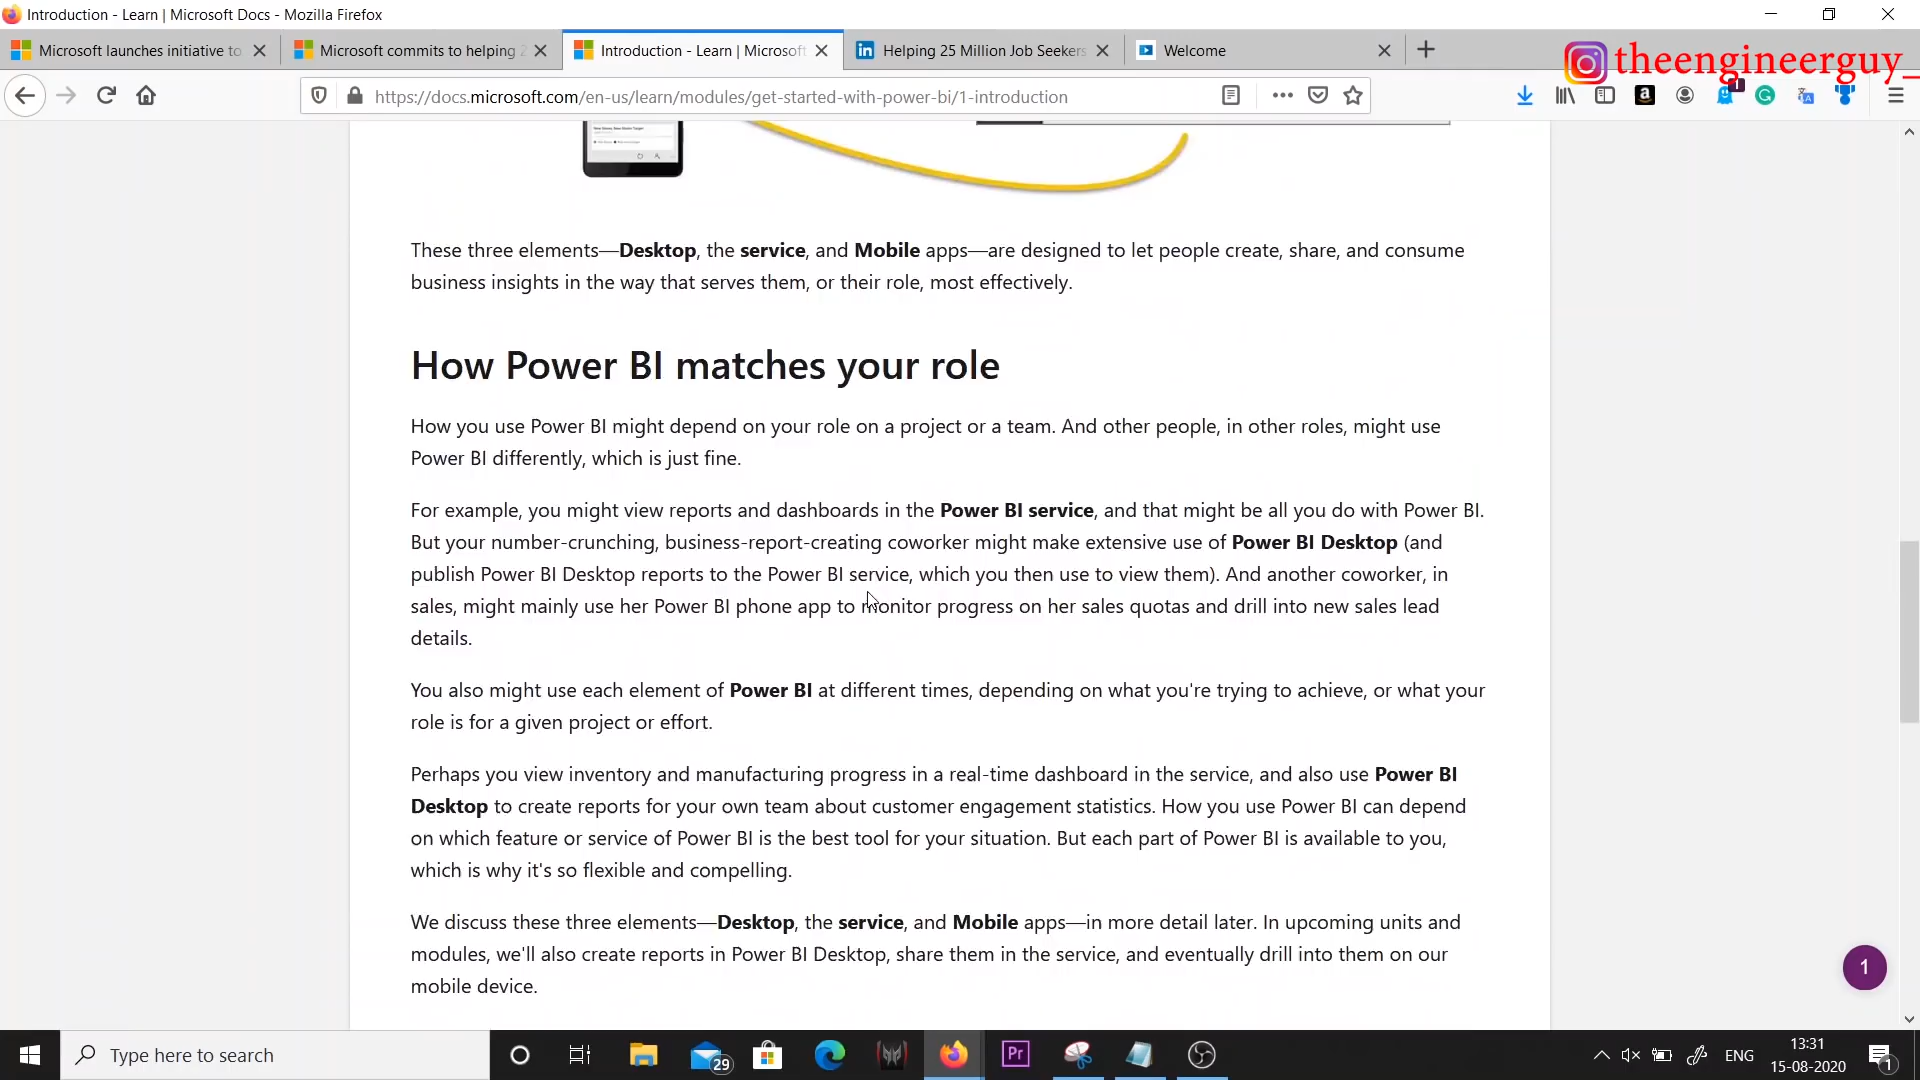 Introduction - Learn | Microsoft Docs - Mozilla Firefox
Microsoft launches initiative to
Microsoft commits to helping 2
Introduction - Learn | Microsoft
Helping 25 Million Job Seekers
Welcome
theengineerguy_
https://docs.microsoft.com/en-us/learn/modules/get-started-with-power-bi/1-introduction
1
These three elements—Desktop, the service, and Mobile apps—are designed to let people create, share, and consume
business insights in the way that serves them, or their role, most effectively.
How Power BI matches your role
How you use Power BI might depend on your role on a project or a team. And other people, in other roles, might use
Power BI differently, which is just fine.
For example, you might view reports and dashboards in the Power BI service, and that might be all you do with Power BI.
But your number-crunching, business-report-creating coworker might make extensive use of Power BI Desktop (and
publish Power BI Desktop reports to the Power BI service, which you then use to view them). And another coworker, in
sales, might mainly use her Power BI phone app to monitor progress on her sales quotas and drill into new sales lead
details.
You also might use each element of Power BI at different times, depending on what you're trying to achieve, or what your
role is for a given project or effort.
Perhaps you view inventory and manufacturing progress in a real-time dashboard in the service, and also use Power BI
Desktop to create reports for your own team about customer engagement statistics. How you use Power BI can depend
on which feature or service of Power BI is the best tool for your situation. But each part of Power BI is available to you,
which is why it's so flexible and compelling.
We discuss these three elements—Desktop, the service, and Mobile apps—in more detail later. In upcoming units and
modules, we'll also create reports in Power BI Desktop, share them in the service, and eventually drill into them on our
mobile device.
1
Type here to search
29
Pr
ENG
13:31
15-08-2020
1